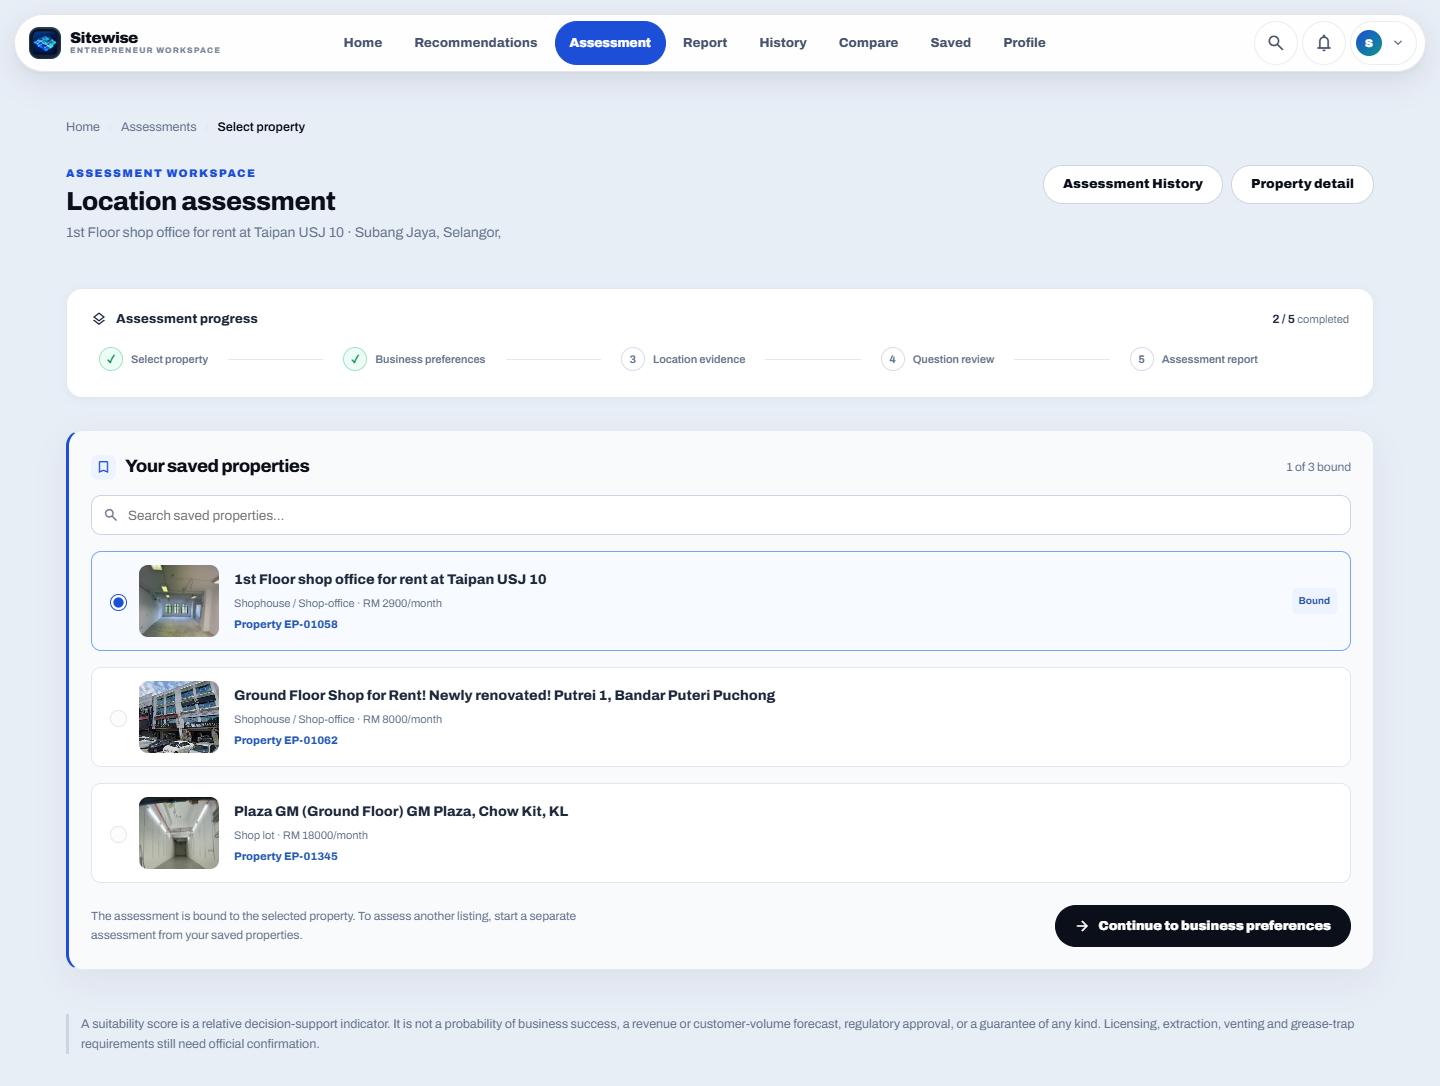 Sitewise
ENTREPRENEUR WORKSPACE
Home
Recommendations
Assessment
Report
History
Compare
Saved
Profile
S
Home
Assessments
Select property
ASSESSMENT WORKSPACE
Location assessment
1st Floor shop office for rent at Taipan USJ 10 · Subang Jaya, Selangor,
Assessment History
Property detail
Assessment progress
2 / 5 completed
Select property
Business preferences
3 Location evidence
4 Question review
5 Assessment report
Your saved properties
1 of 3 bound
Search saved properties...
1st Floor shop office for rent at Taipan USJ 10
Shophouse / Shop-office · RM 2900/month
Property EP-01058
Bound
Ground Floor Shop for Rent! Newly renovated! Putrei 1, Bandar Puteri Puchong
Shophouse / Shop-office · RM 8000/month
Property EP-01062
Plaza GM (Ground Floor) GM Plaza, Chow Kit, KL
Shop lot · RM 18000/month
Property EP-01345
The assessment is bound to the selected property. To assess another listing, start a separate
assessment from your saved properties.
Continue to business preferences
A suitability score is a relative decision-support indicator. It is not a probability of business success, a revenue or customer-volume forecast, regulatory approval, or a guarantee of any kind. Licensing, extraction, venting and grease-trap
requirements still need official confirmation.